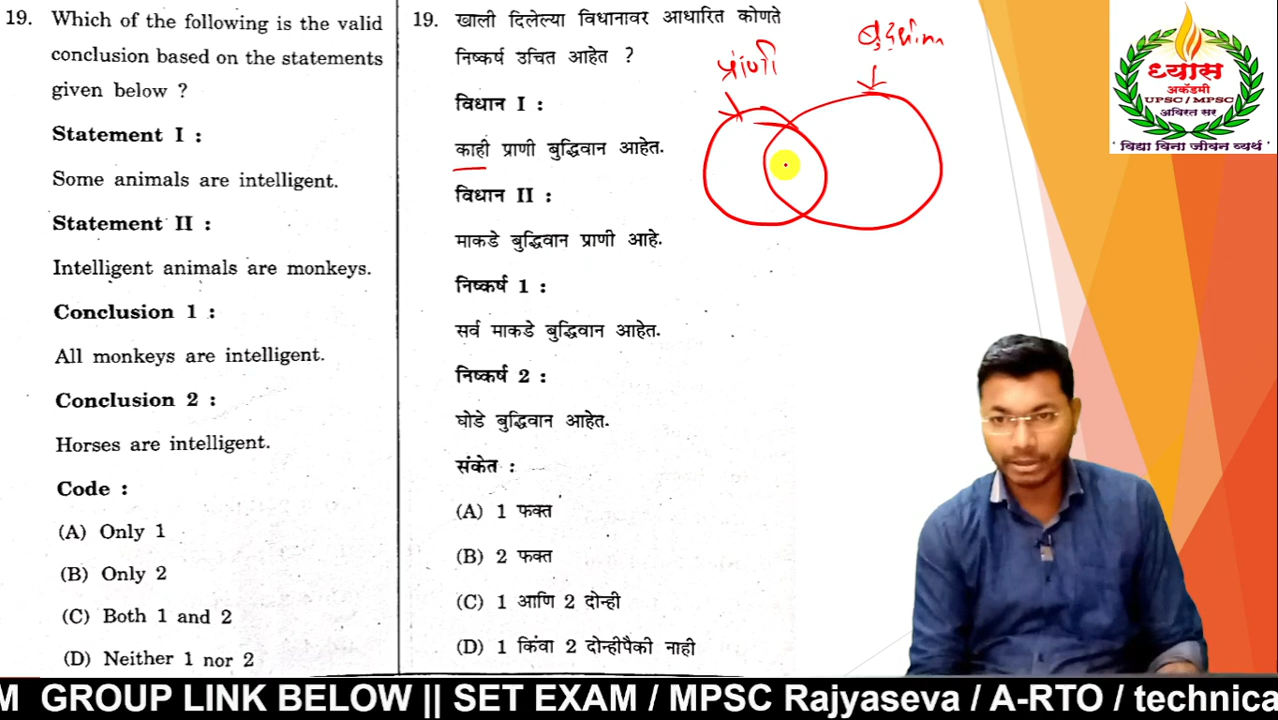 19. Which of the following is the valid
conclusion based on the statements
given below ?
Statement I :
Some animals are intelligent.
Statement II :
Intelligent animals are monkeys.
Conclusion 1 :
All monkeys are intelligent.
Conclusion 2 :
Horses are intelligent.
Code :
(A) Only 1
(B) Only 2
(C) Both 1 and 2
(D) Neither 1 nor 2
19. खाली दिलेल्या विधानावर आधारित कोणते
निष्कर्ष उचित आहेत ?
विधान I :
काही प्राणी बुद्धिवान आहेत.
विधान II :
माकडे बुद्धिवान प्राणी आहे.
निष्कर्ष 1 :
सर्व माकडे बुद्धिवान आहेत.
निष्कर्ष 2 :
घोडे बुद्धिवान आहेत.
संकेत :
(A) 1 फक्त
(B) 2 फक्त
(C) 1 आणि 2 दोन्ही
(D) 1 किंवा 2 दोन्हीपैकी नाही
ध्यास
अकॅडमी
UPSC / MPSC
अविरत सर
' विद्या विना जीवन व्यर्थ '
M GROUP LINK BELOW || SET EXAM / MPSC Rajyaseva / A-RTO / technica